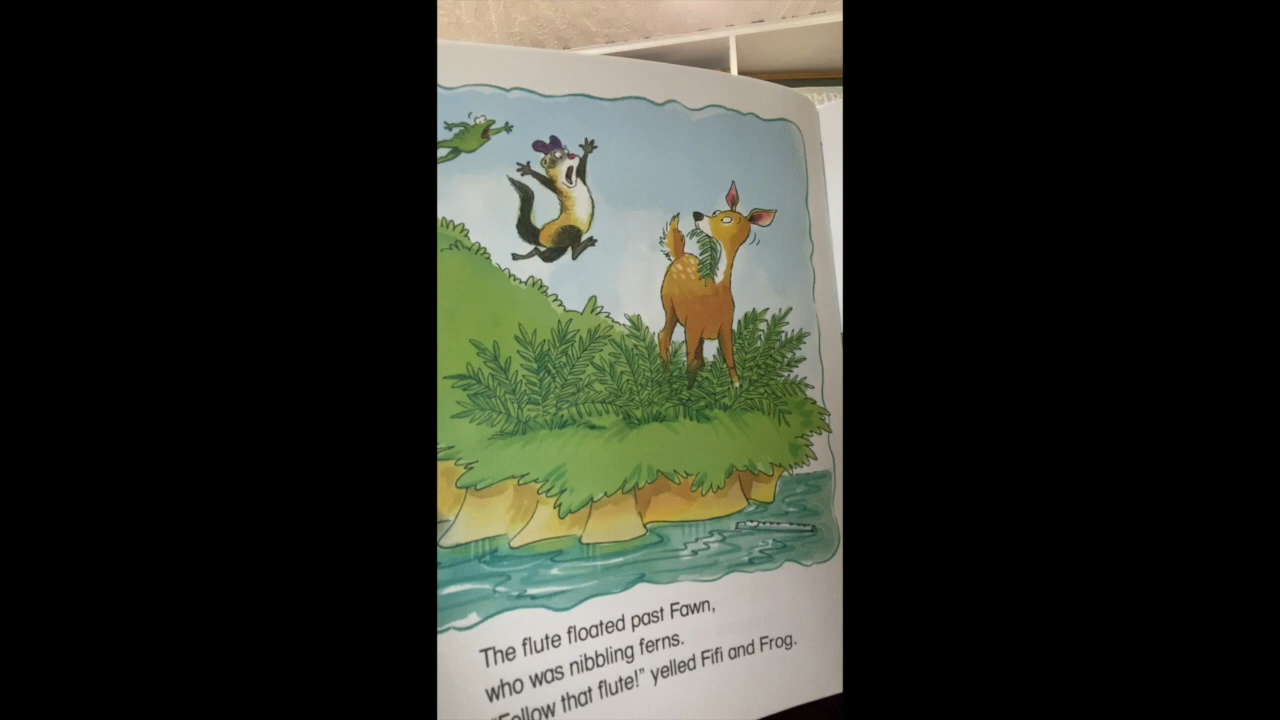 The flute floated past Fawn,
who was nibbling ferns.
"Follow that flute!" yelled Fifi and Frog.